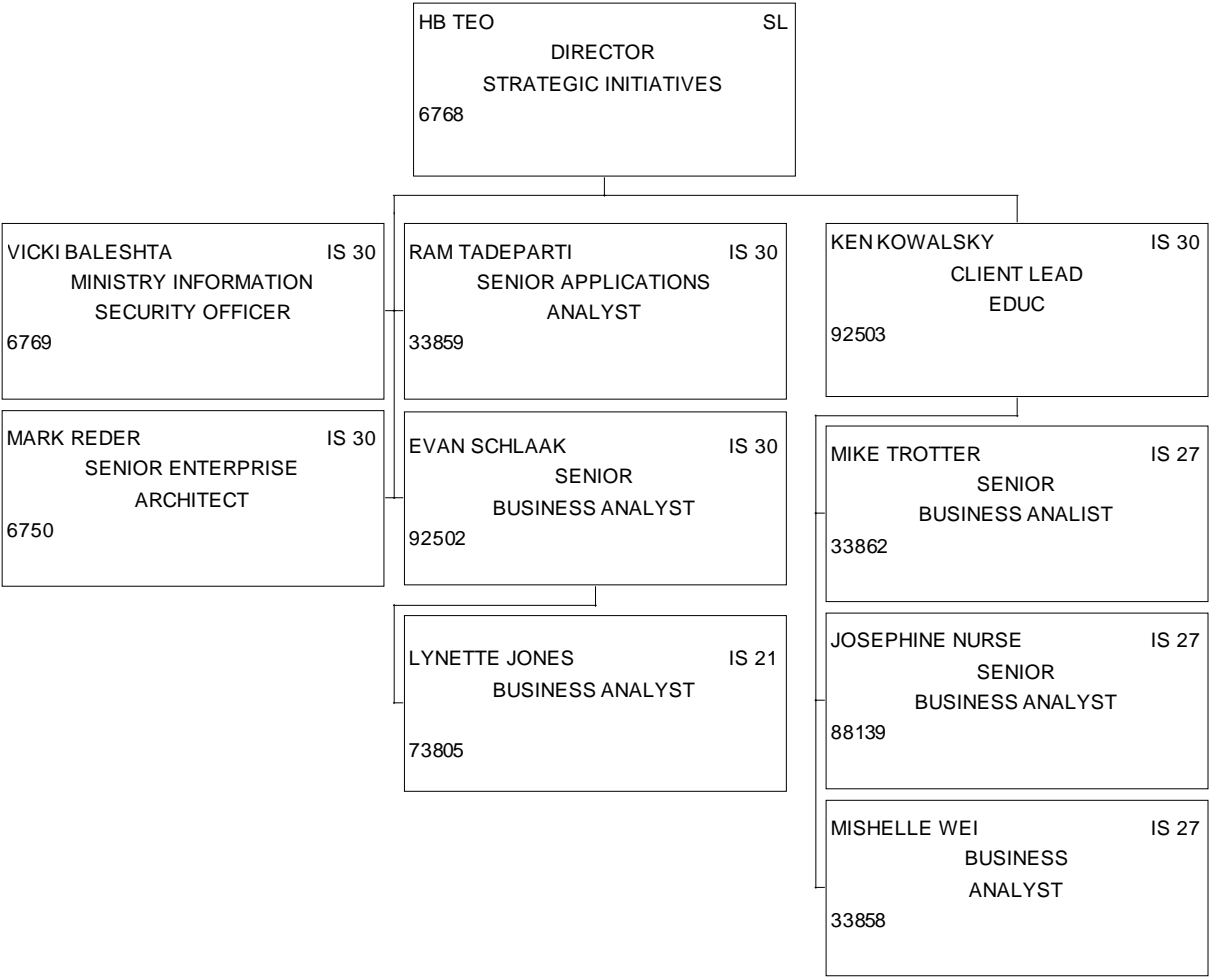 HB TEO SL
DIRECTOR
STRATEGIC INITIATIVES
6768
VICKI BALESHTA IS 30
MINISTRY INFORMATION
SECURITY OFFICER
6769
RAM TADEPARTI IS 30
SENIOR APPLICATIONS
ANALYST
33859
KEN KOWALSKY IS 30
CLIENT LEAD
EDUC
92503
MARK REDER IS 30
SENIOR ENTERPRISE
ARCHITECT
6750
EVAN SCHLAAK IS 30
SENIOR
BUSINESS ANALYST
92502
MIKE TROTTER IS 27
SENIOR
BUSINESS ANALIST
33862
LYNETTE JONES IS 21
BUSINESS ANALYST
73805
JOSEPHINE NURSE IS 27
SENIOR
BUSINESS ANALYST
88139
MISHELLE WEI IS 27
BUSINESS
ANALYST
33858